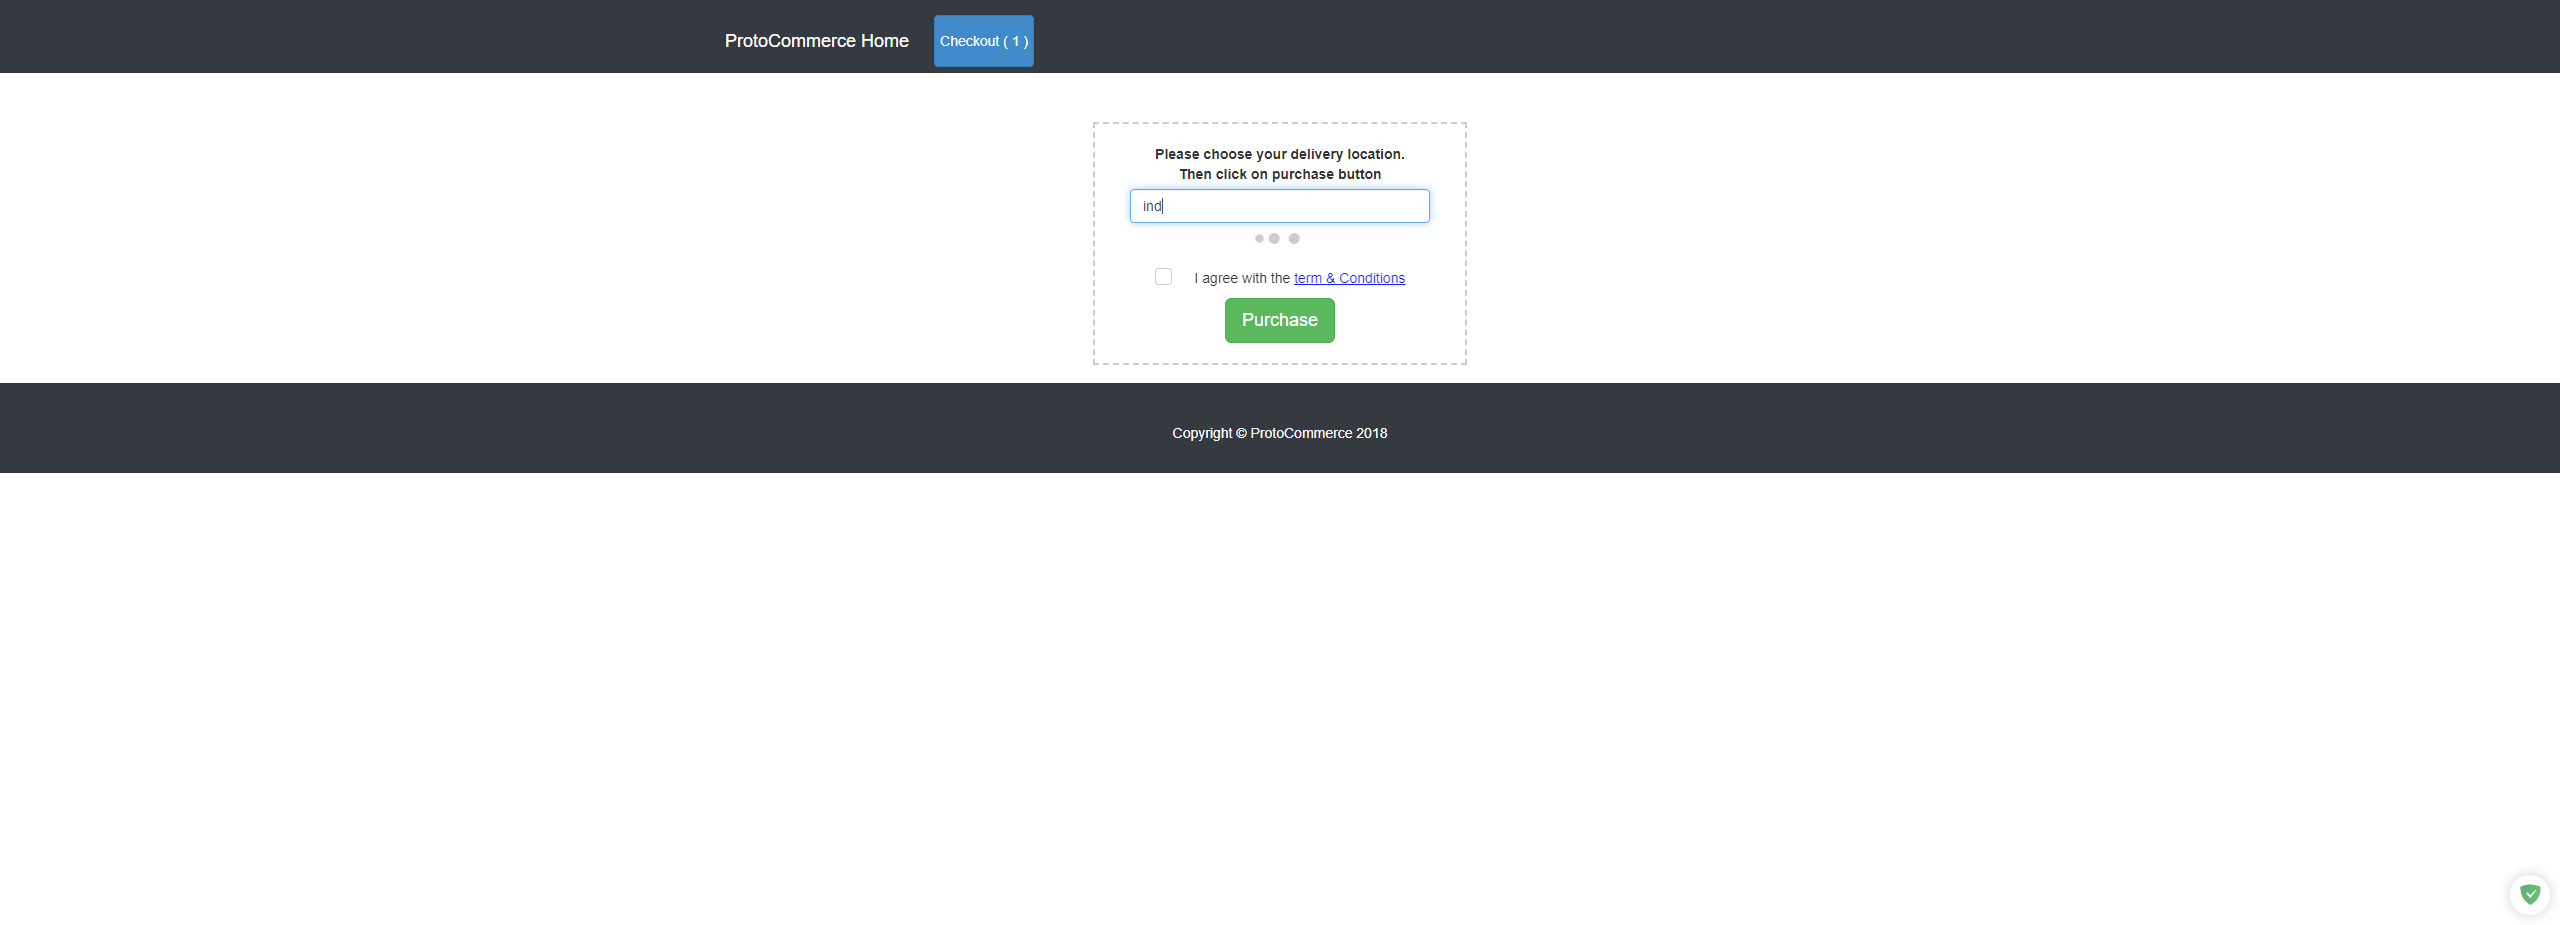 ProtoCommerce Home
Checkout ( 1 )
Please choose your delivery location.
Then click on purchase button
ind
I agree with the term & Conditions
Purchase
Copyright © ProtoCommerce 2018